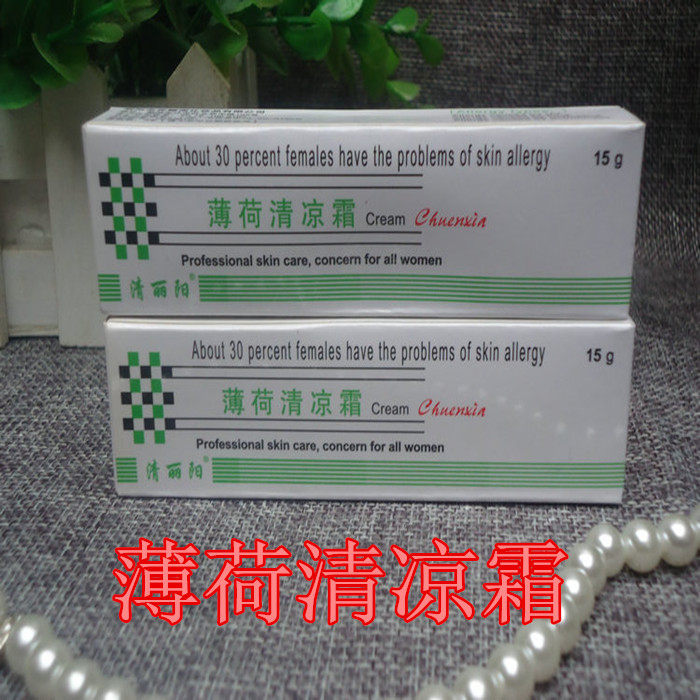 About 30 percent females have the problems of skin allergy 15 g
薄荷清凉霜 Cream Chuenxia
Professional skin care, concern for all women
清丽阳®
About 30 percent females have the problems of skin allergy 15 g
薄荷清凉霜 Cream Chuenxia
Professional skin care, concern for all women
清丽阳®
薄荷清凉霜